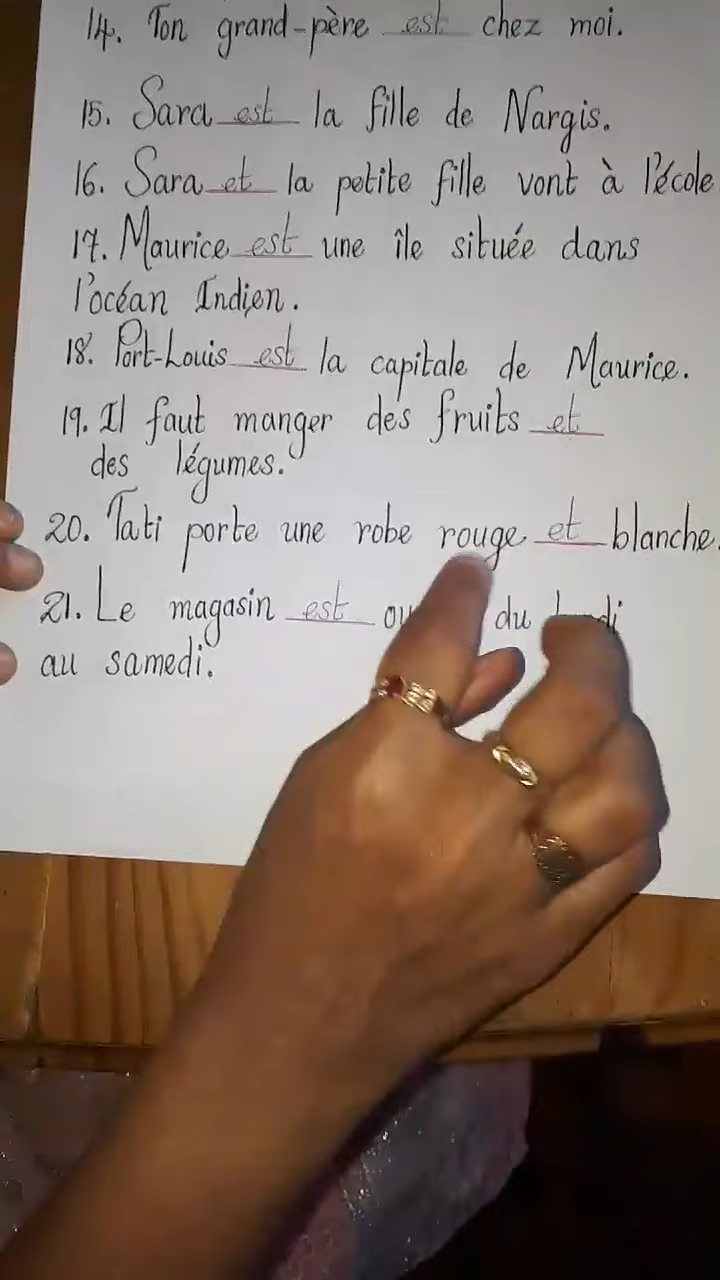 14. Ton grand-père est chez moi.
15. Sara est la fille de Nargis.
16. Sara et la petite fille vont à l'école
17. Maurice est une île située dans
l'océan Indien.
18. Port-Louis est la capitale de Maurice.
19. Il faut manger des fruits et
des légumes.
20. Tati porte une robe rouge et blanche.
21. Le magasin est du
au samedi.